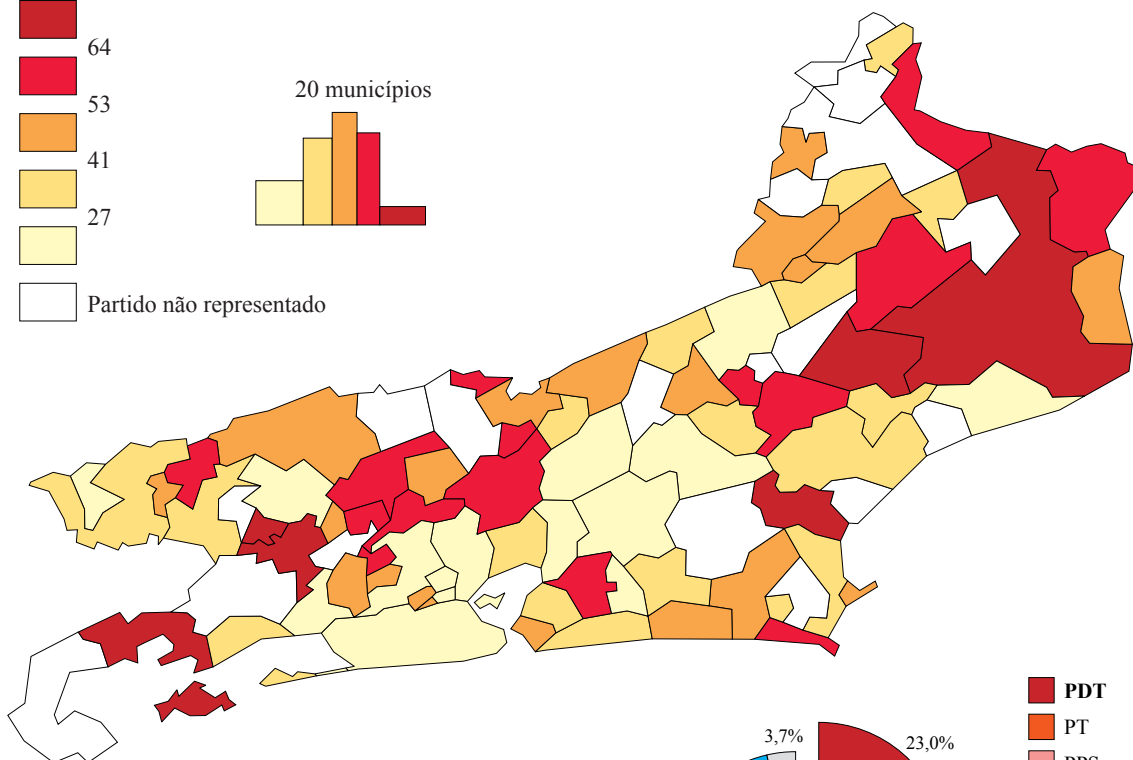 64
53
41
27
Partido não representado
20 municípios
PDT
PT
3,7%
23,0%